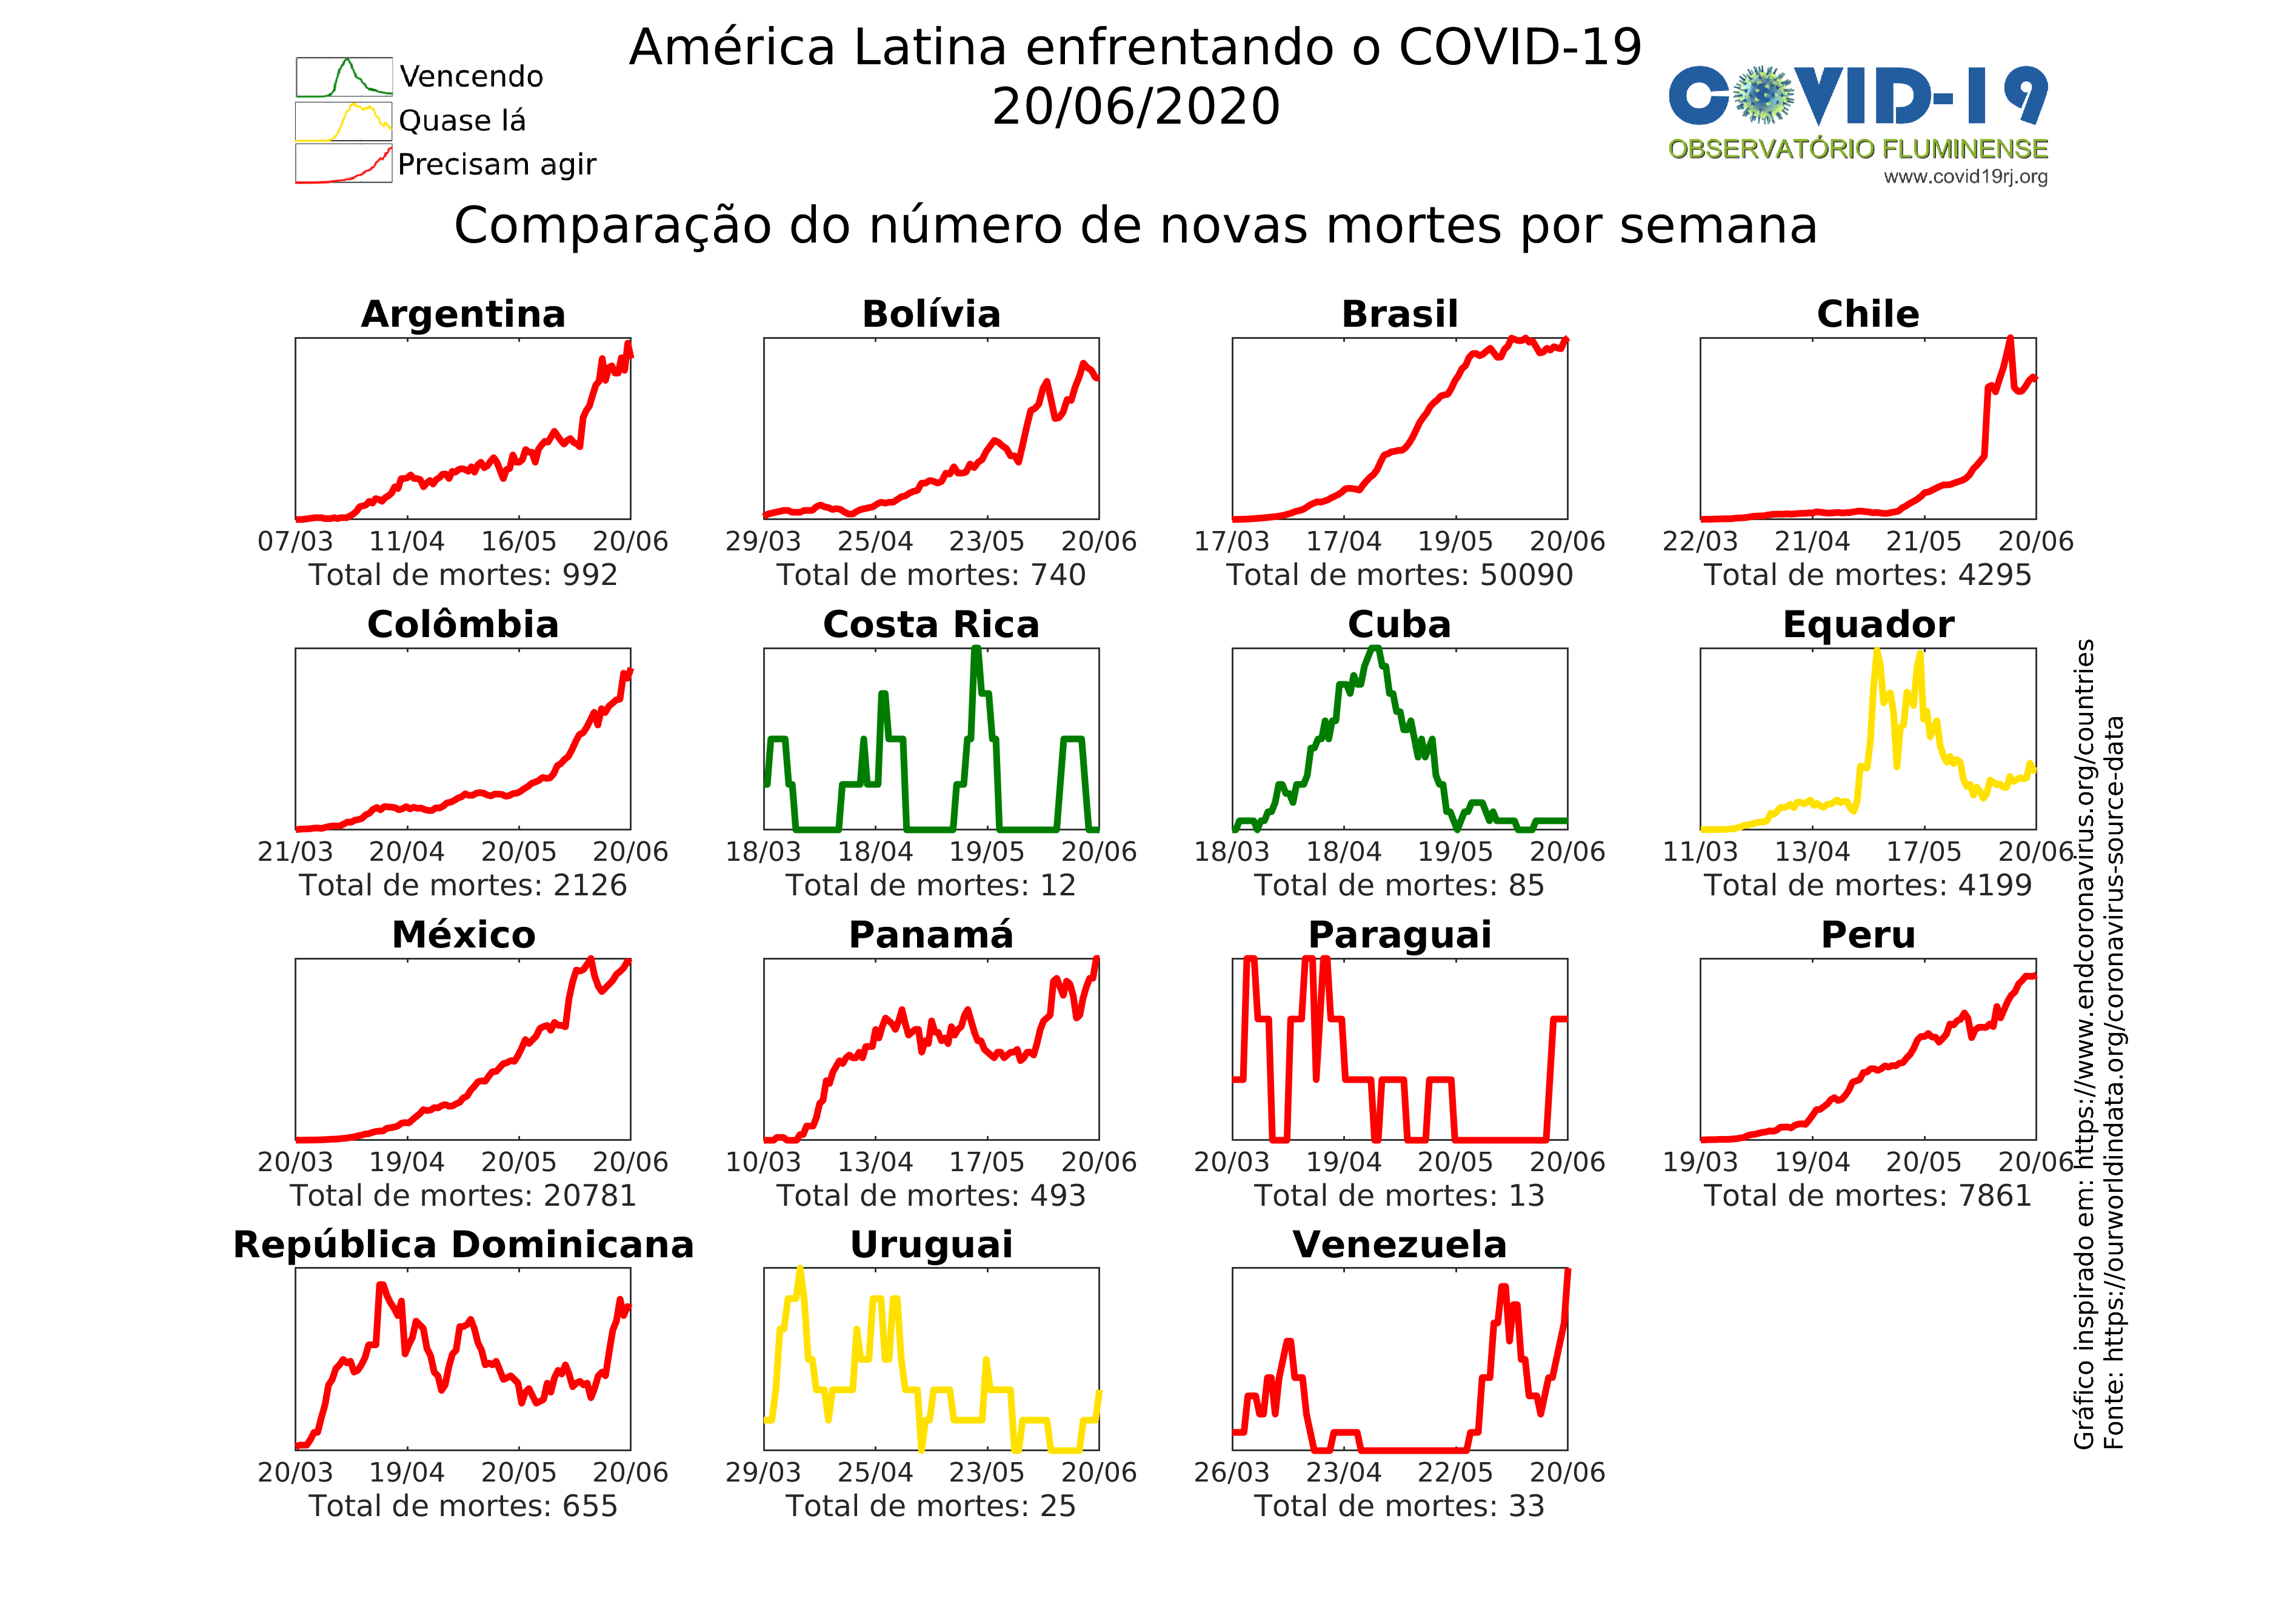 América Latina enfrentando o COVID-19
20/06/2020
Vencendo
Quase lá
Precisam agir
COVID-19
OBSERVATÓRIO FLUMINENSE
www.covid19rj.org
Comparação do número de novas mortes por semana
Argentina
07/03 11/04 16/05 20/06
Total de mortes: 992
Bolívia
29/03 25/04 23/05 20/06
Total de mortes: 740
Brasil
17/03 17/04 19/05 20/06
Total de mortes: 50090
Chile
22/03 21/04 21/05 20/06
Total de mortes: 4295
Colômbia
21/03 20/04 20/05 20/06
Total de mortes: 2126
Costa Rica
18/03 18/04 19/05 20/06
Total de mortes: 12
Cuba
18/03 18/04 19/05 20/06
Total de mortes: 85
Equador
11/03 13/04 17/05 20/06
Total de mortes: 4199
México
20/03 19/04 20/05 20/06
Total de mortes: 20781
Panamá
10/03 13/04 17/05 20/06
Total de mortes: 493
Paraguai
20/03 19/04 20/05 20/06
Total de mortes: 13
Peru
19/03 19/04 20/05 20/06
Total de mortes: 7861
República Dominicana
20/03 19/04 20/05 20/06
Total de mortes: 655
Uruguai
29/03 25/04 23/05 20/06
Total de mortes: 25
Venezuela
26/03 23/04 22/05 20/06
Total de mortes: 33
Gráfico inspirado em: https://www.endcoronavirus.org/countries
Fonte: https://ourworldindata.org/coronavirus-source-data